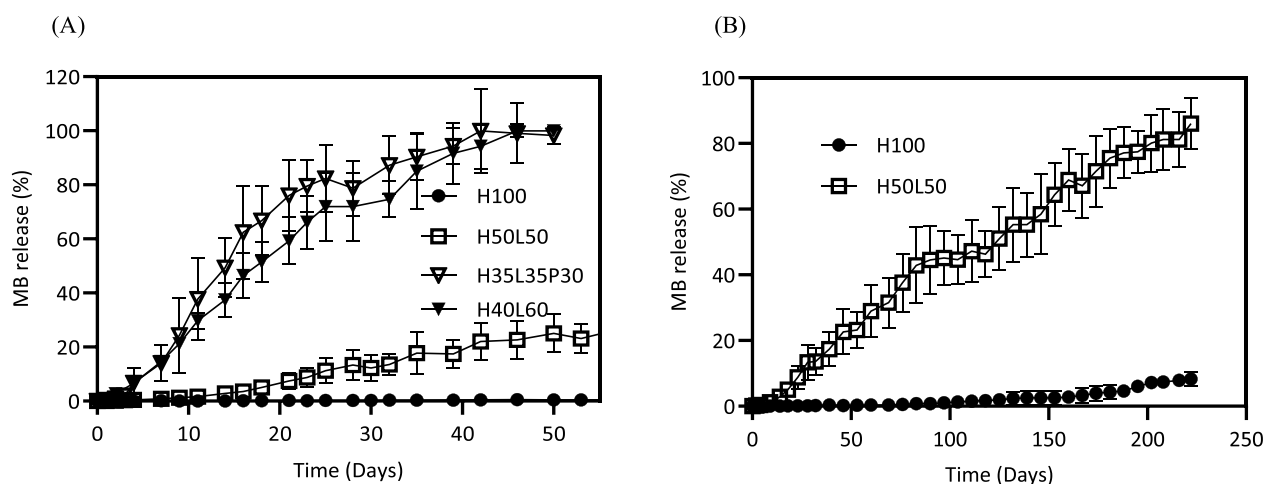 (A)
120
100
80
60
40
20
0
MB release (%)
H100
H50L50
H35L35P30
H40L60
0 10 20 30 40 50
Time (Days)
(B)
100
80
60
40
20
0
MB release (%)
H100
H50L50
0 50 100 150 200 250
Time (Days)